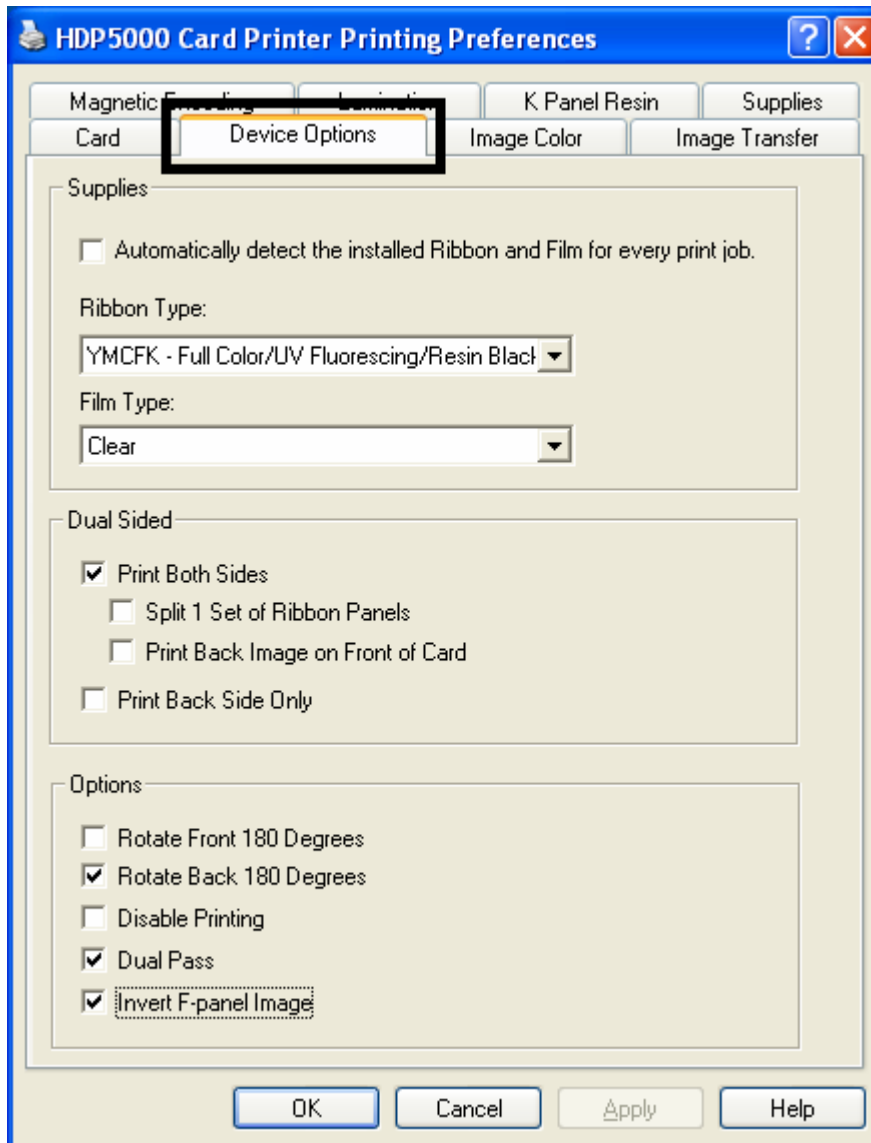 HDP5000 Card Printer Printing Preferences
Magnetic Encoding Lamination K Panel Resin Supplies
Card Device Options Image Color Image Transfer
Supplies
Automatically detect the installed Ribbon and Film for every print job.
Ribbon Type:
YMCFK - Full Color/UV Fluorescing/Resin Black
Film Type:
Clear
Dual Sided
Print Both Sides
Split 1 Set of Ribbon Panels
Print Back Image on Front of Card
Print Back Side Only
Options
Rotate Front 180 Degrees
Rotate Back 180 Degrees
Disable Printing
Dual Pass
Invert F-panel Image
OK Cancel Apply Help